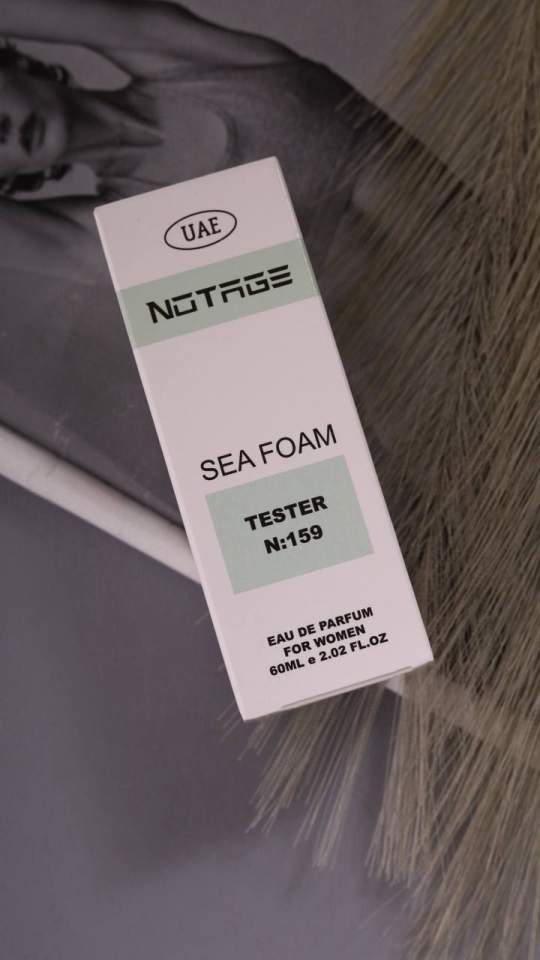 UAE
NOTAGE
SEA FOAM
TESTER
N:159
EAU DE PARFUM
FOR WOMEN
60ML e 2.02 FL.OZ